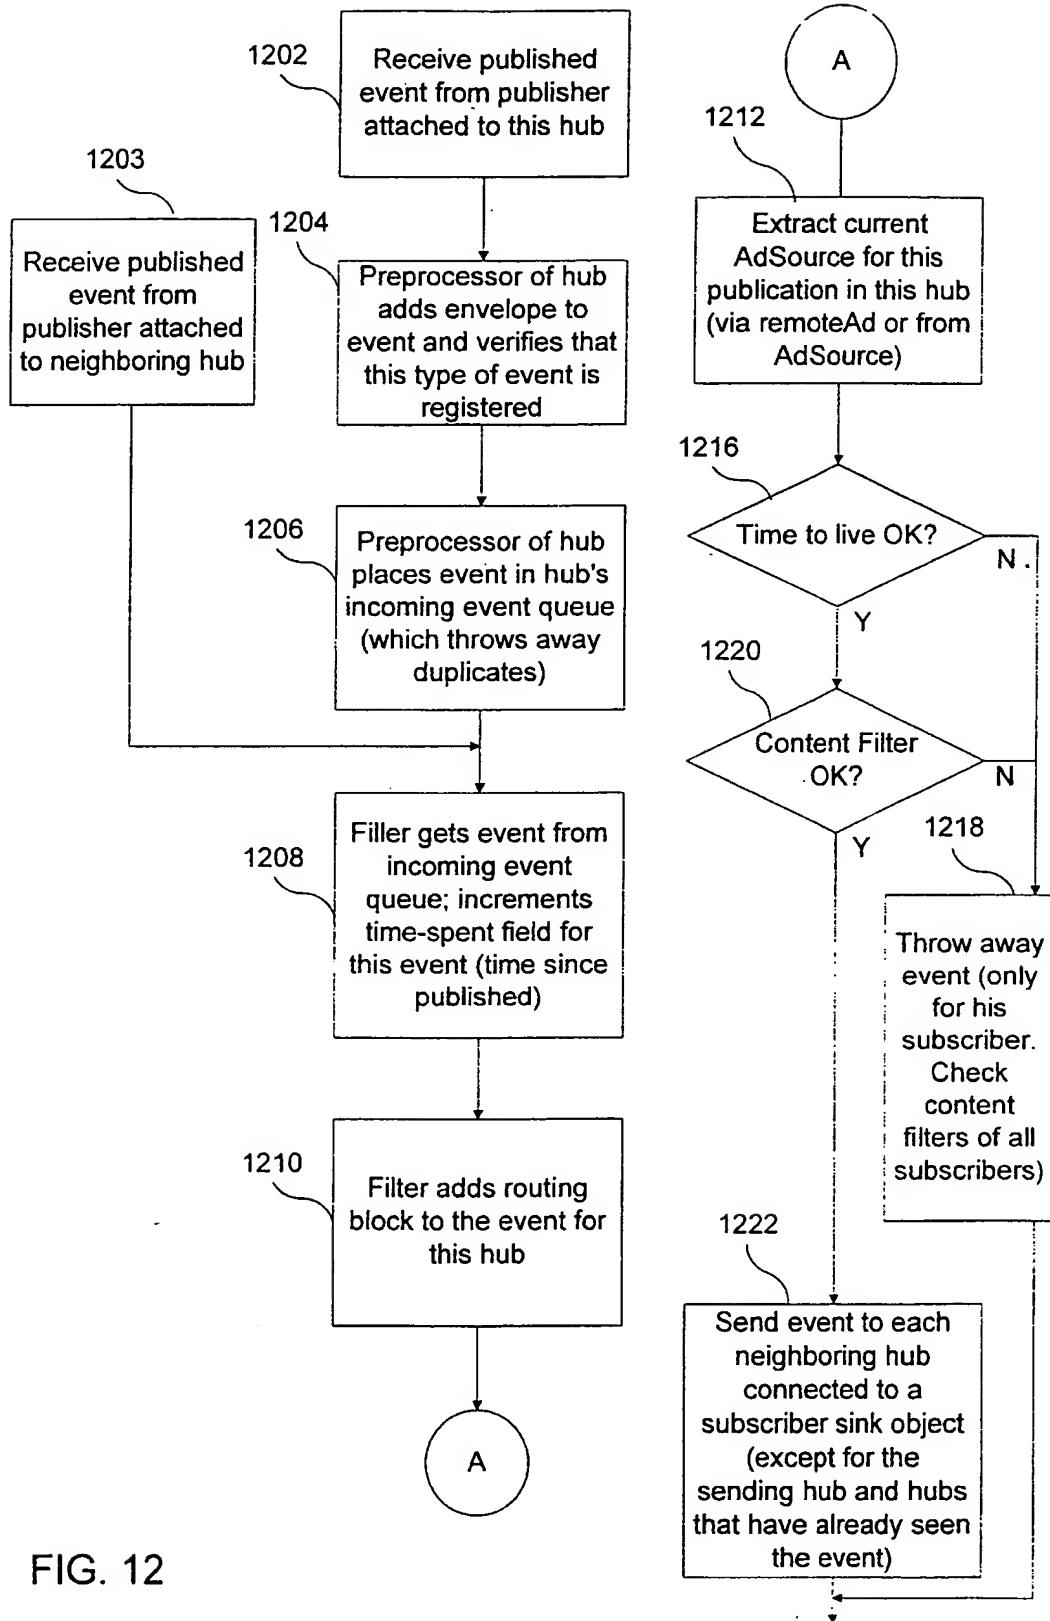 1202
Receive published
event from publisher
attached to this hub
1203
Receive published
event from
publisher attached
to neighboring hub
1204
Preprocessor of hub
adds envelope to
event and verifies that
this type of event is
registered
1206
Preprocessor of hub
places event in hub's
incoming event queue
(which throws away
duplicates)
1208
Filler gets event from
incoming event
queue; increments
time-spent field for
this event (time since
published)
1210
Filter adds routing
block to the event for
this hub
A
A
1212
Extract current
AdSource for this
publication in this hub
(via remoteAd or from
AdSource)
1216
Time to live OK?
N
Y
1220
Content Filter
OK?
N
Y
1218
Throw away
event (only
for his
subscriber.
Check
content
filters of all
subscribers)
1222
Send event to each
neighboring hub
connected to a
subscriber sink object
(except for the
sending hub and hubs
that have already seen
the event)
FIG. 12